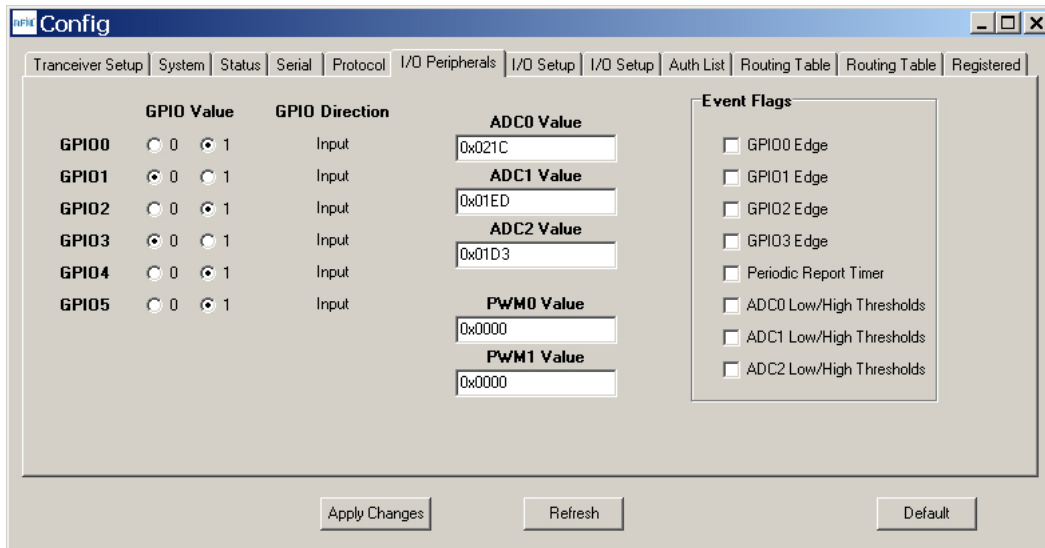 RFM Config
Tranceiver Setup System Status Serial Protocol I/O Peripherals I/O Setup I/O Setup Auth List Routing Table Routing Table Registered
GPIO Value GPIO Direction
GPIO0 0 1 Input
GPIO1 0 1 Input
GPIO2 0 1 Input
GPIO3 0 1 Input
GPIO4 0 1 Input
GPIO5 0 1 Input
ADC0 Value
0x021C
ADC1 Value
0x01ED
ADC2 Value
0x01D3
PWM0 Value
0x0000
PWM1 Value
0x0000
Event Flags
GPIO0 Edge
GPIO1 Edge
GPIO2 Edge
GPIO3 Edge
Periodic Report Timer
ADC0 Low/High Thresholds
ADC1 Low/High Thresholds
ADC2 Low/High Thresholds
Apply Changes Refresh Default